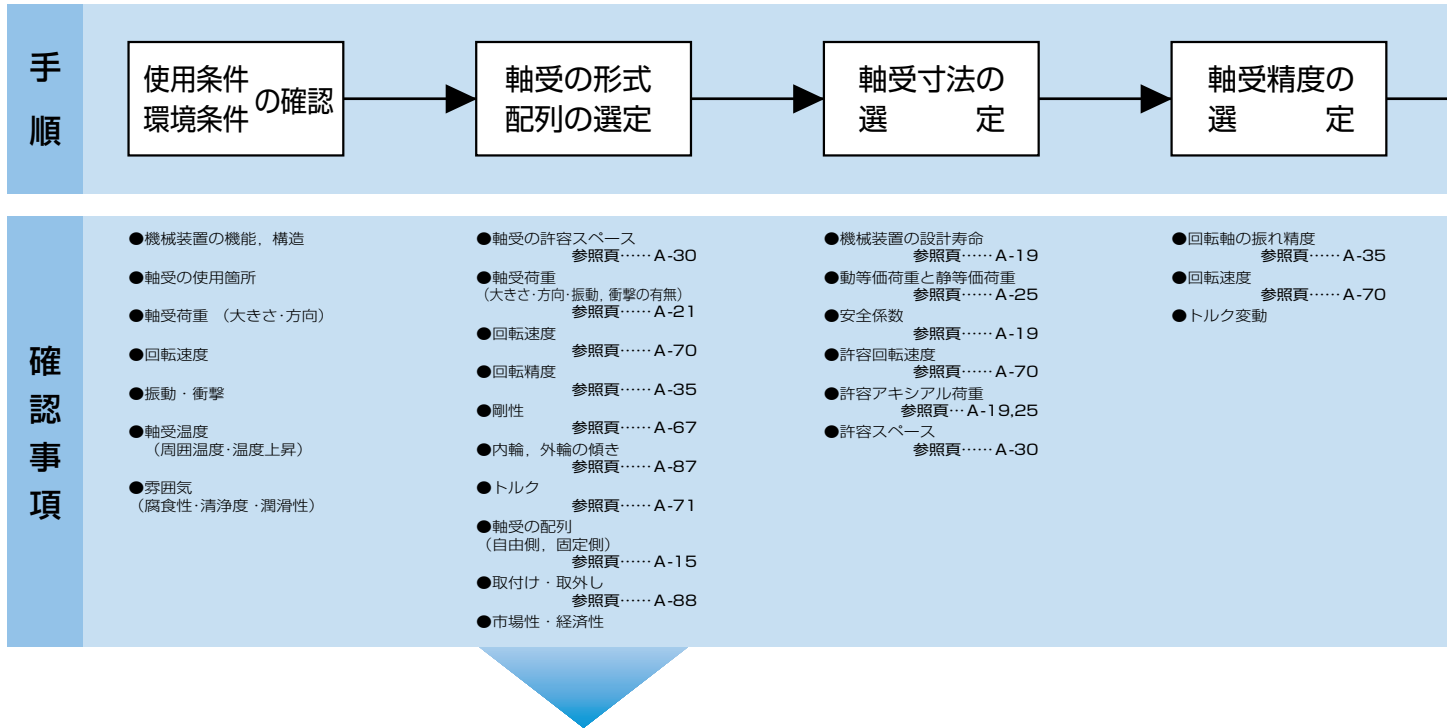 手順
使用条件
環境条件
の確認
軸受の形式
配列の選定
軸受寸法の
選 定
軸受精度の
選 定
確認事項
●機械装置の機能，構造
●軸受の使用箇所
●軸受荷重 （大きさ・方向）
●回転速度
●振動・衝撃
●軸受温度
（周囲温度・温度上昇）
●雰囲気
（腐食性・清浄度・潤滑性）
●軸受の許容スペース
参照頁……A-30
●軸受荷重
（大きさ・方向・振動，衝撃の有無）
参照頁……A-21
●回転速度
参照頁……A-70
●回転精度
参照頁……A-35
●剛性
参照頁……A-67
●内輪，外輪の傾き
参照頁……A-87
●トルク
参照頁……A-71
●軸受の配列
（自由側，固定側）
参照頁……A-15
●取付け・取外し
参照頁……A-88
●市場性・経済性
●機械装置の設計寿命
参照頁……A-19
●動等価荷重と静等価荷重
参照頁……A-25
●安全係数
参照頁……A-19
●許容回転速度
参照頁……A-70
●許容アキシアル荷重
参照頁…A-19,25
●許容スペース
参照頁……A-30
●回転軸の振れ精度
参照頁……A-35
●回転速度
参照頁……A-70
●トルク変動